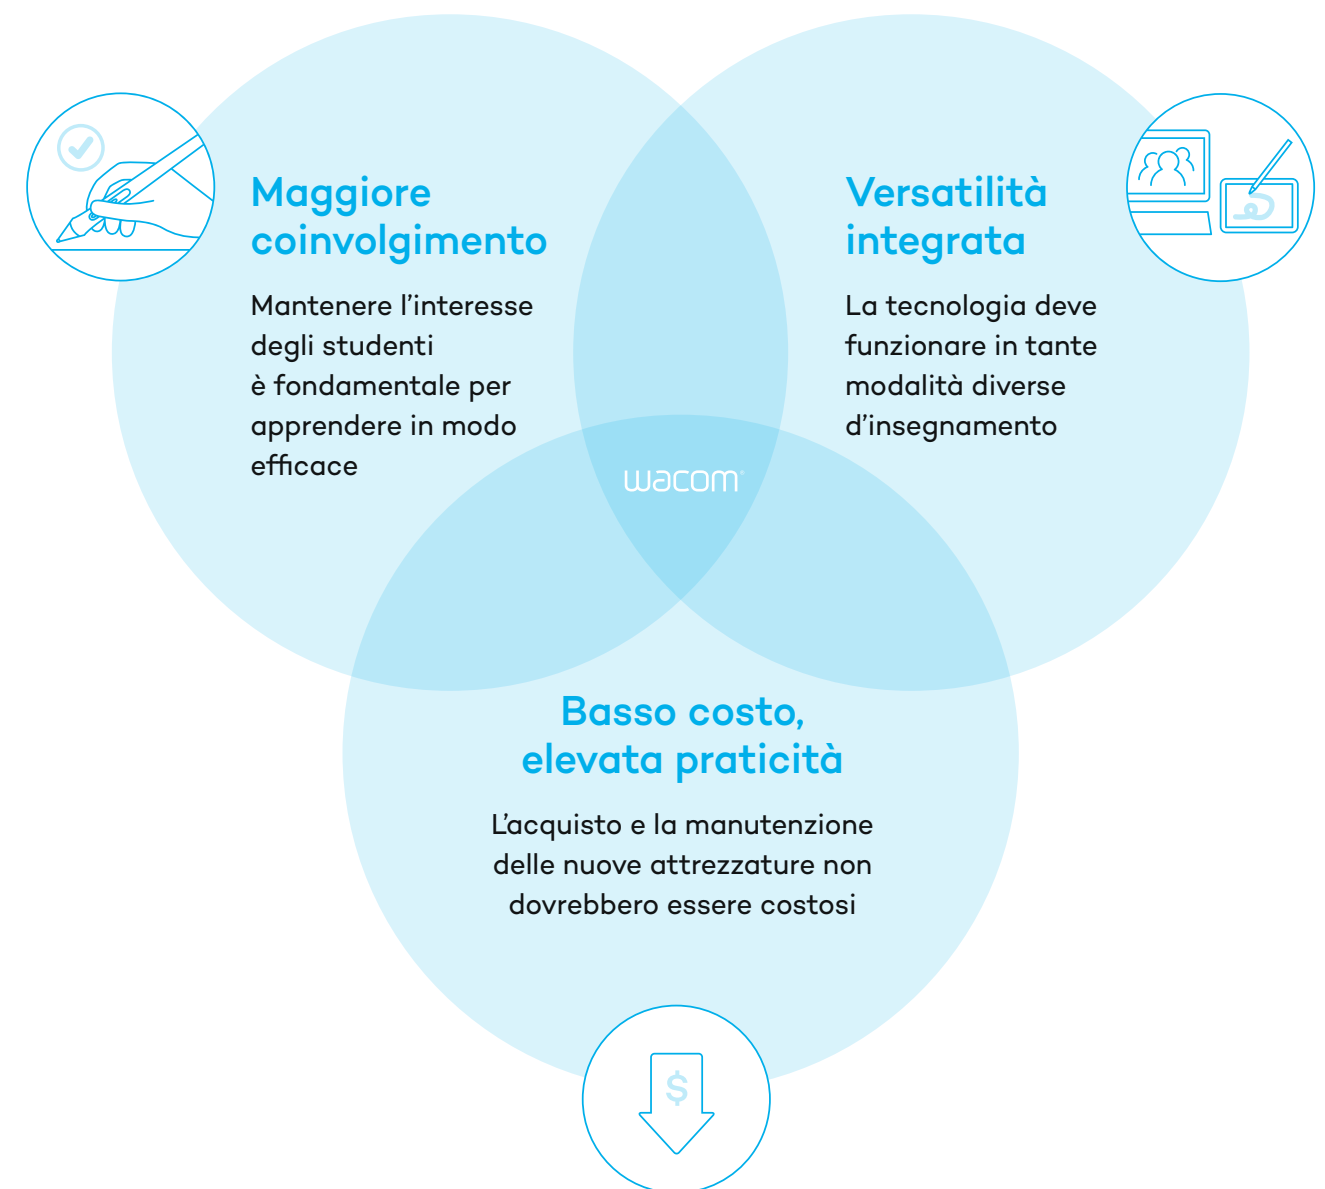 Maggiore
coinvolgimento
Mantenere l’interesse
degli studenti
è fondamentale per
apprendere in modo
efficace
Versatilità
integrata
La tecnologia deve
funzionare in tante
modalità diverse
d’insegnamento
wacom®
Basso costo,
elevata praticità
L’acquisto e la manutenzione
delle nuove attrezzature non
dovrebbero essere costosi
$